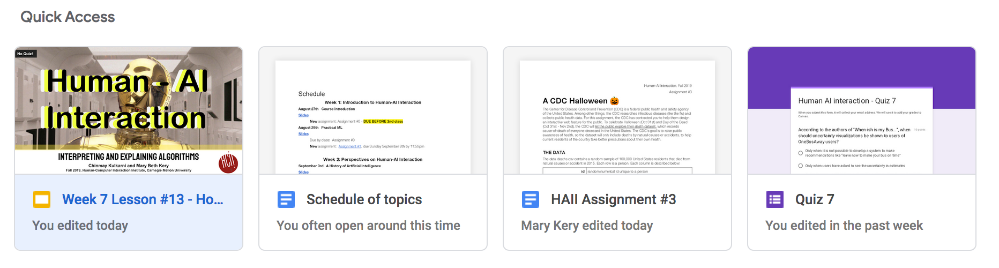 Quick Access
No Quiz!
Human - AI
Interaction
INTERPRETING AND EXPLAINING ALGORITHMS
Chinmay Kulkarni and Mary Beth Kery
Fall 2019, Human-Computer Interaction Institute, Carnegie Mellon University
HCII
Week 7 Lesson #13 - Ho...
You edited today
Schedule
Week 1: Introduction to Human-AI Interaction
August 27th Course Introduction
Slides
New assignment: Assignment #0 - DUE BEFORE 2nd class
August 29th Practical ML
Slides
Due by class: Assignment #0
New assignment: Assignment #1, due Sunday September 8th by 11:59pm
Week 2: Perspectives on Human-AI Interaction
September 3rd A History of Artificial Intelligence
Slides
Schedule of topics
You often open around this time
Human-AI Interaction, Fall 2019
Assignment #3
A CDC Halloween 🎃
The Center for Disease Control and Prevention (CDC) is a federal public health and safety agency
of the United States. Among other things, the CDC researches infectious diseases (like the flu) and
collects public health data. For this assignment, the CDC has contracted you to help them design
an interactive web feature for the public. To celebrate Halloween (Oct 31st) and Day of the Dead
(Oct 31st - Nov 2nd), the CDC will let the public explore their death dataset, which records
cause-of-death of everyone deceased in the United States. The CDC's goal is to raise public
awareness of health, so the dataset will only include deaths by natural causes or accidents, to help
current residents of the country take better precautions about their own health.
THE DATA
The data deaths.csv contains a random sample of 100,000 United States residents that died from
natural causes or accident in 2015. Each row is a person. Each column is described below:
id random numerical id unique to a person
HAII Assignment #3
Mary Kery edited today
Human AI interaction - Quiz 7
When you submit this form, it will collect your email address. We will use it to add your grades to
Canvas.
According to the authors of "When-ish is my Bus...", when 10 points
should uncertainty visualizations be shown to users of
OneBusAway users?
Only when it is not possible to develop a system to make
recommendations like "leave now to make your bus on time"
Only when users have asked to see the uncertainty in estimates
Quiz 7
You edited in the past week